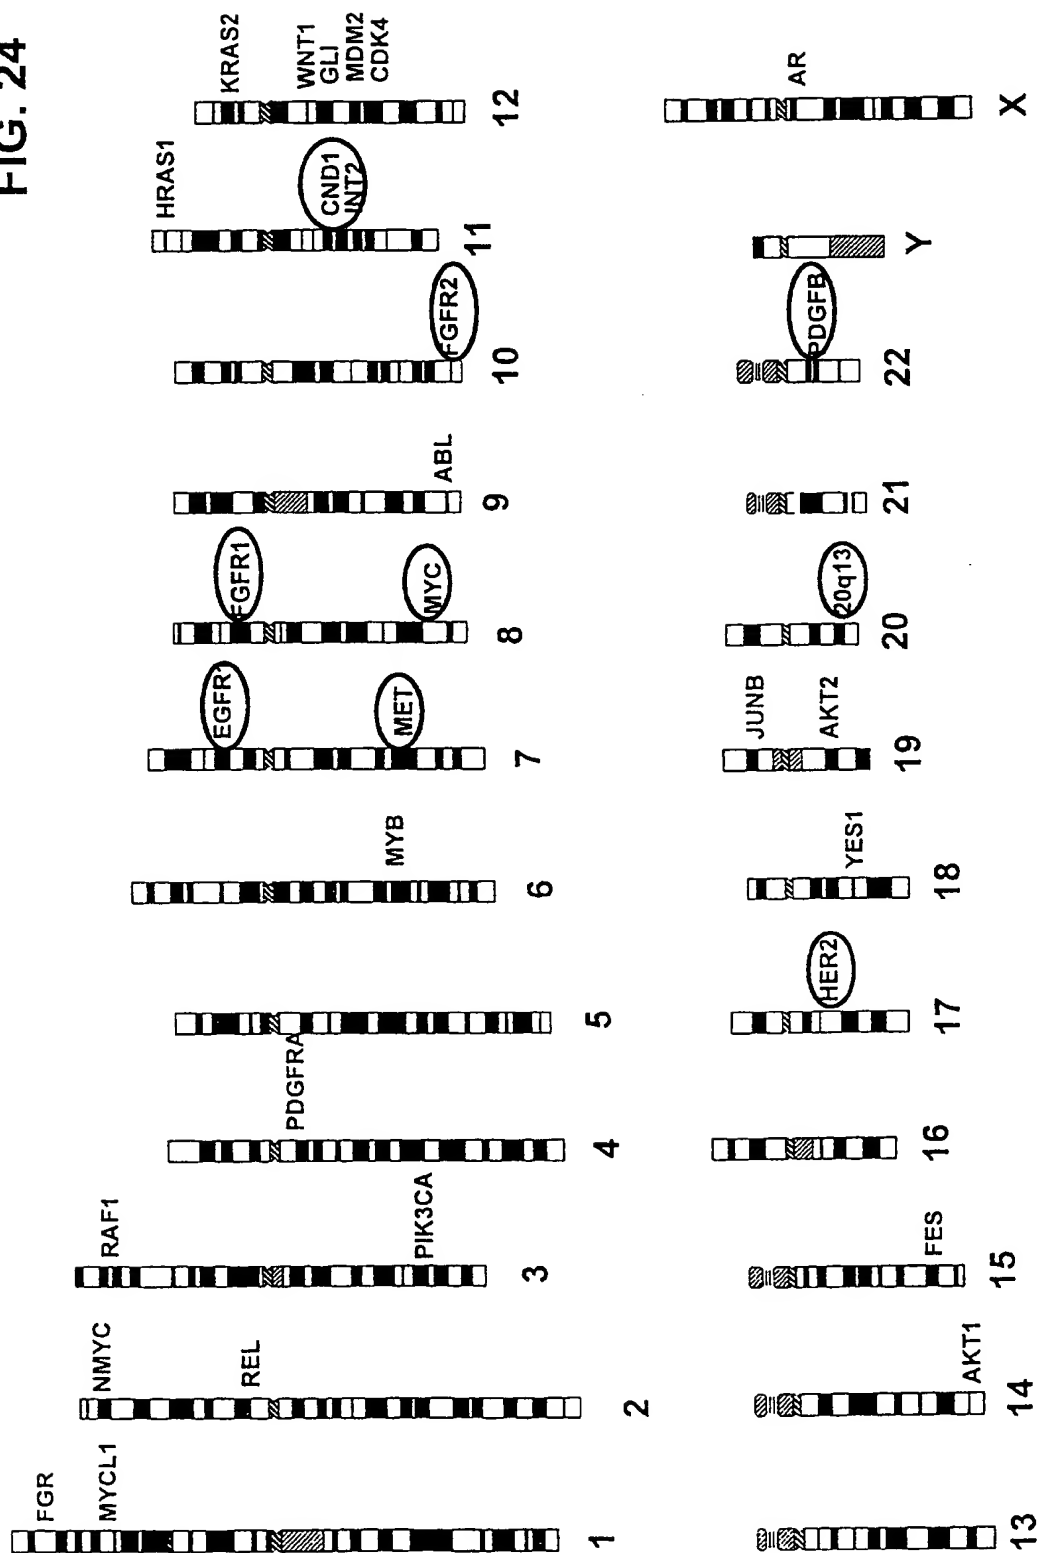 FIG. 24
FGR
MYCL1
1
NMYC
REL
2
RAF1
PIK3CA
3
PDGFRA
4
5
MYB
6
EGFR1
MET
7
FGFR1
MYC
8
ABL
9
FGFR2
10
HRAS1
CND1
INT2
11
KRAS2
WNT1
GLI
MDM2
CDK4
12
13
AKT1
14
FES
15
16
HER2
17
YES1
18
JUNB
AKT2
19
20q13
20
21
PDGFB
22
Y
AR
X